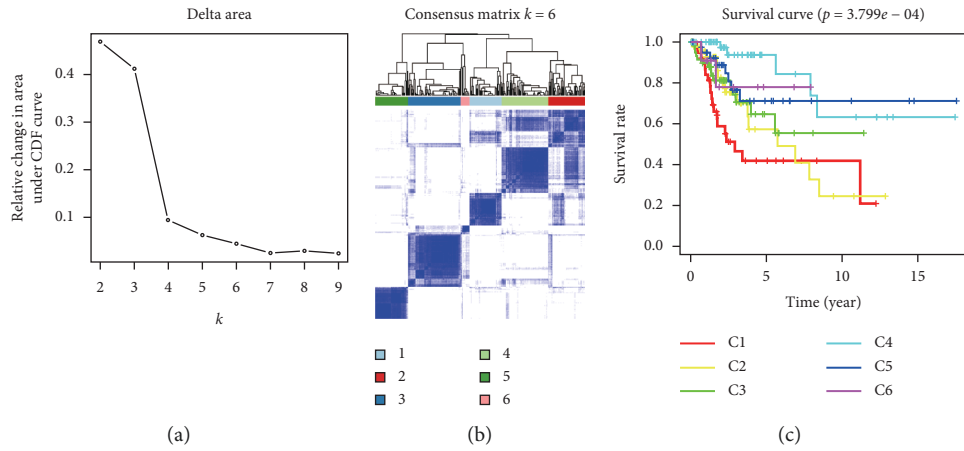 Delta area
Relative change in area
under CDF curve
0.4
0.3
0.2
0.1
2 3 4 5 6 7 8 9
k
(a)
Consensus matrix k = 6
1
2
3
4
5
6
(b)
Survival curve (p = 3.799e − 04)
Survival rate
1.0
0.8
0.6
0.4
0.2
0.0
0 5 10 15
Time (year)
C1
C2
C3
C4
C5
C6
(c)